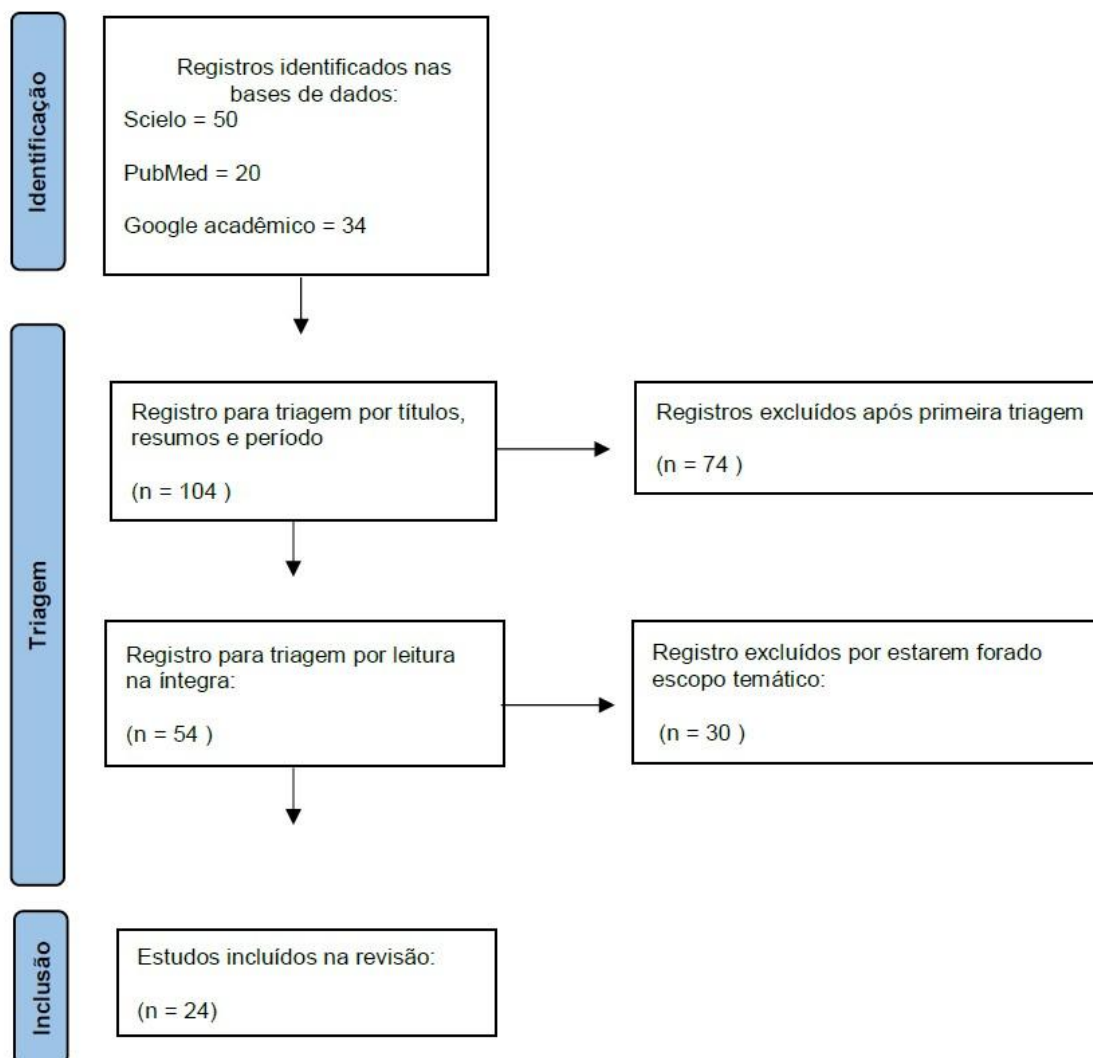 Identificação
Registros identificados nas
bases de dados:
Scielo = 50
PubMed = 20
Google acadêmico = 34
Triagem
Registro para triagem por títulos,
resumos e período
(n = 104 )
Registros excluídos após primeira triagem
(n = 74 )
Registro para triagem por leitura
na íntegra:
(n = 54 )
Registro excluídos por estarem forado
escopo temático:
(n = 30 )
Inclusão
Estudos incluídos na revisão:
(n = 24)